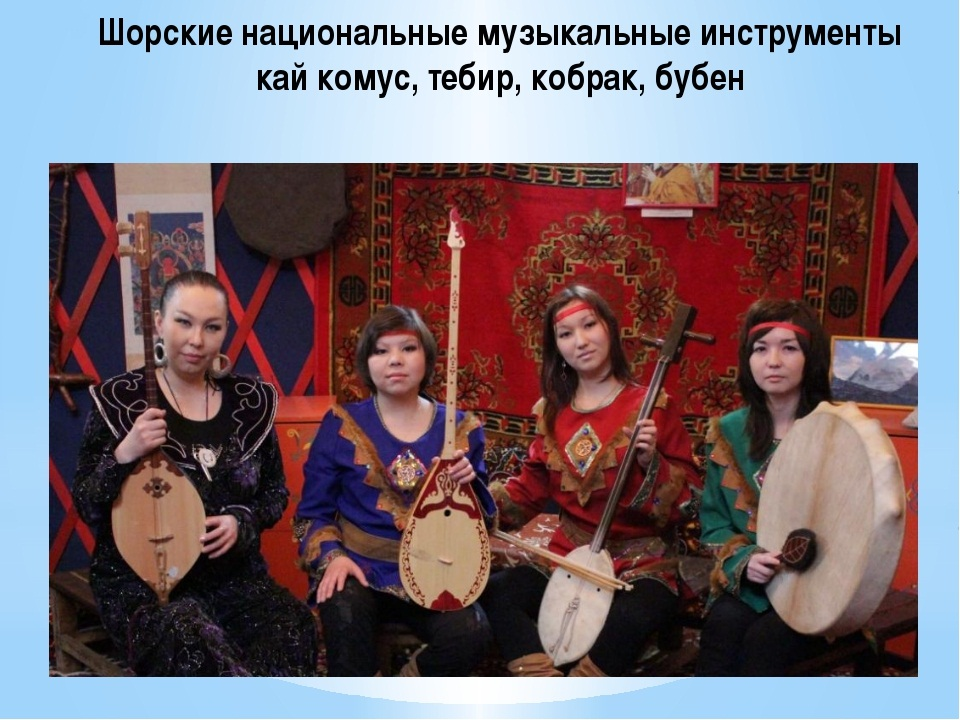 Шорские национальные музыкальные инструменты
кай комус, тебир, кобрак, бубен